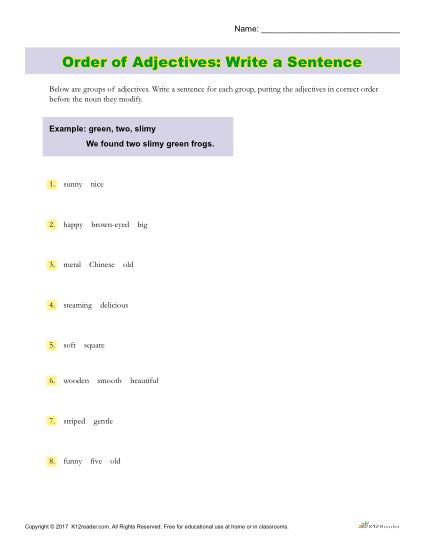 Name: ________________________________
Order of Adjectives: Write a Sentence
Below are groups of adjectives. Write a sentence for each group, putting the adjectives in correct order
before the noun they modify.
Example: green, two, slimy
We found two slimy green frogs.
1. sunny nice
2. happy brown-eyed big
3. metal Chinese old
4. steaming delicious
5. soft square
6. wooden smooth beautiful
7. striped gentle
8. funny five old
Copyright © 2017 K12reader.com. All Rights Reserved. Free for educational use at home or in classrooms.
K12Reader